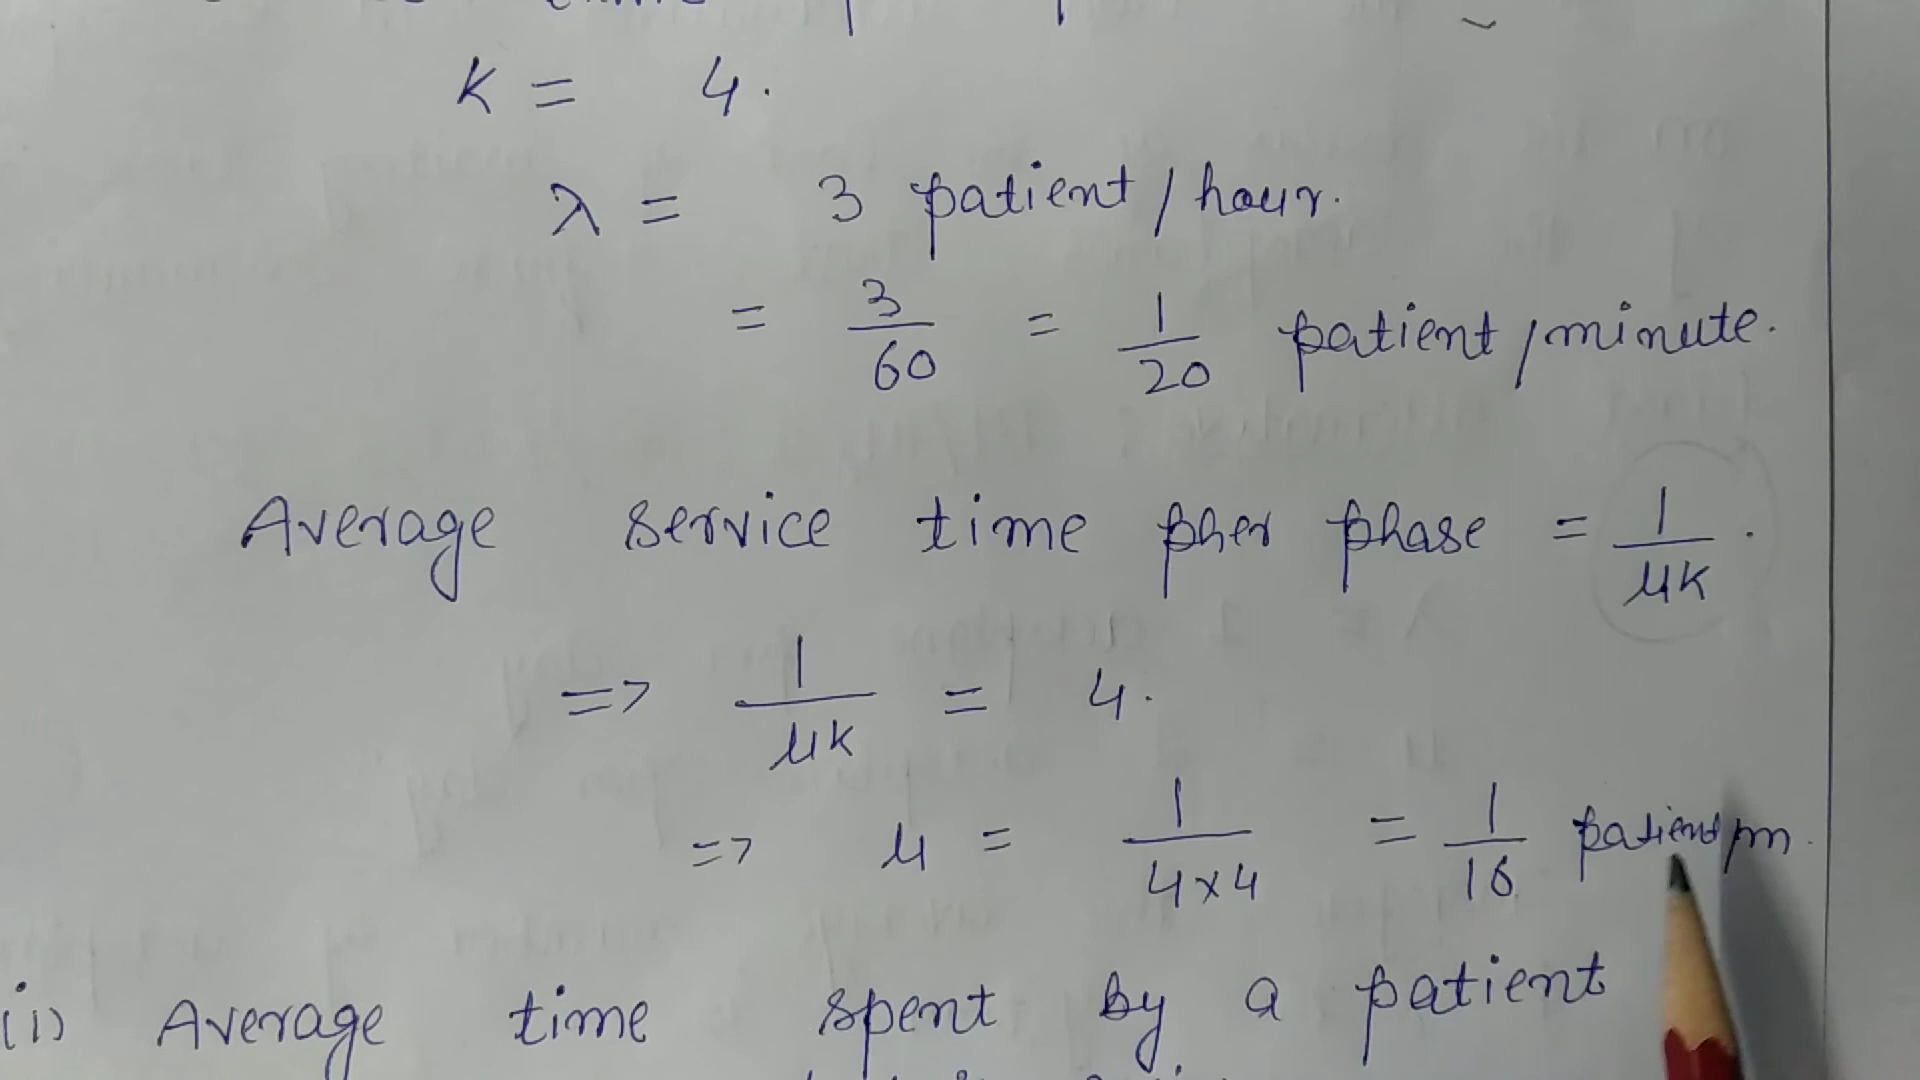 K = 4.
λ = 3 patient / hour.
= 3/60 = 1/20 patient / minute.
Average service time pher phase = 1/μK.
=> 1/μK = 4.
=> μ = 1/4×4 = 1/16 patient/m.
(i) Average time spent by a patient